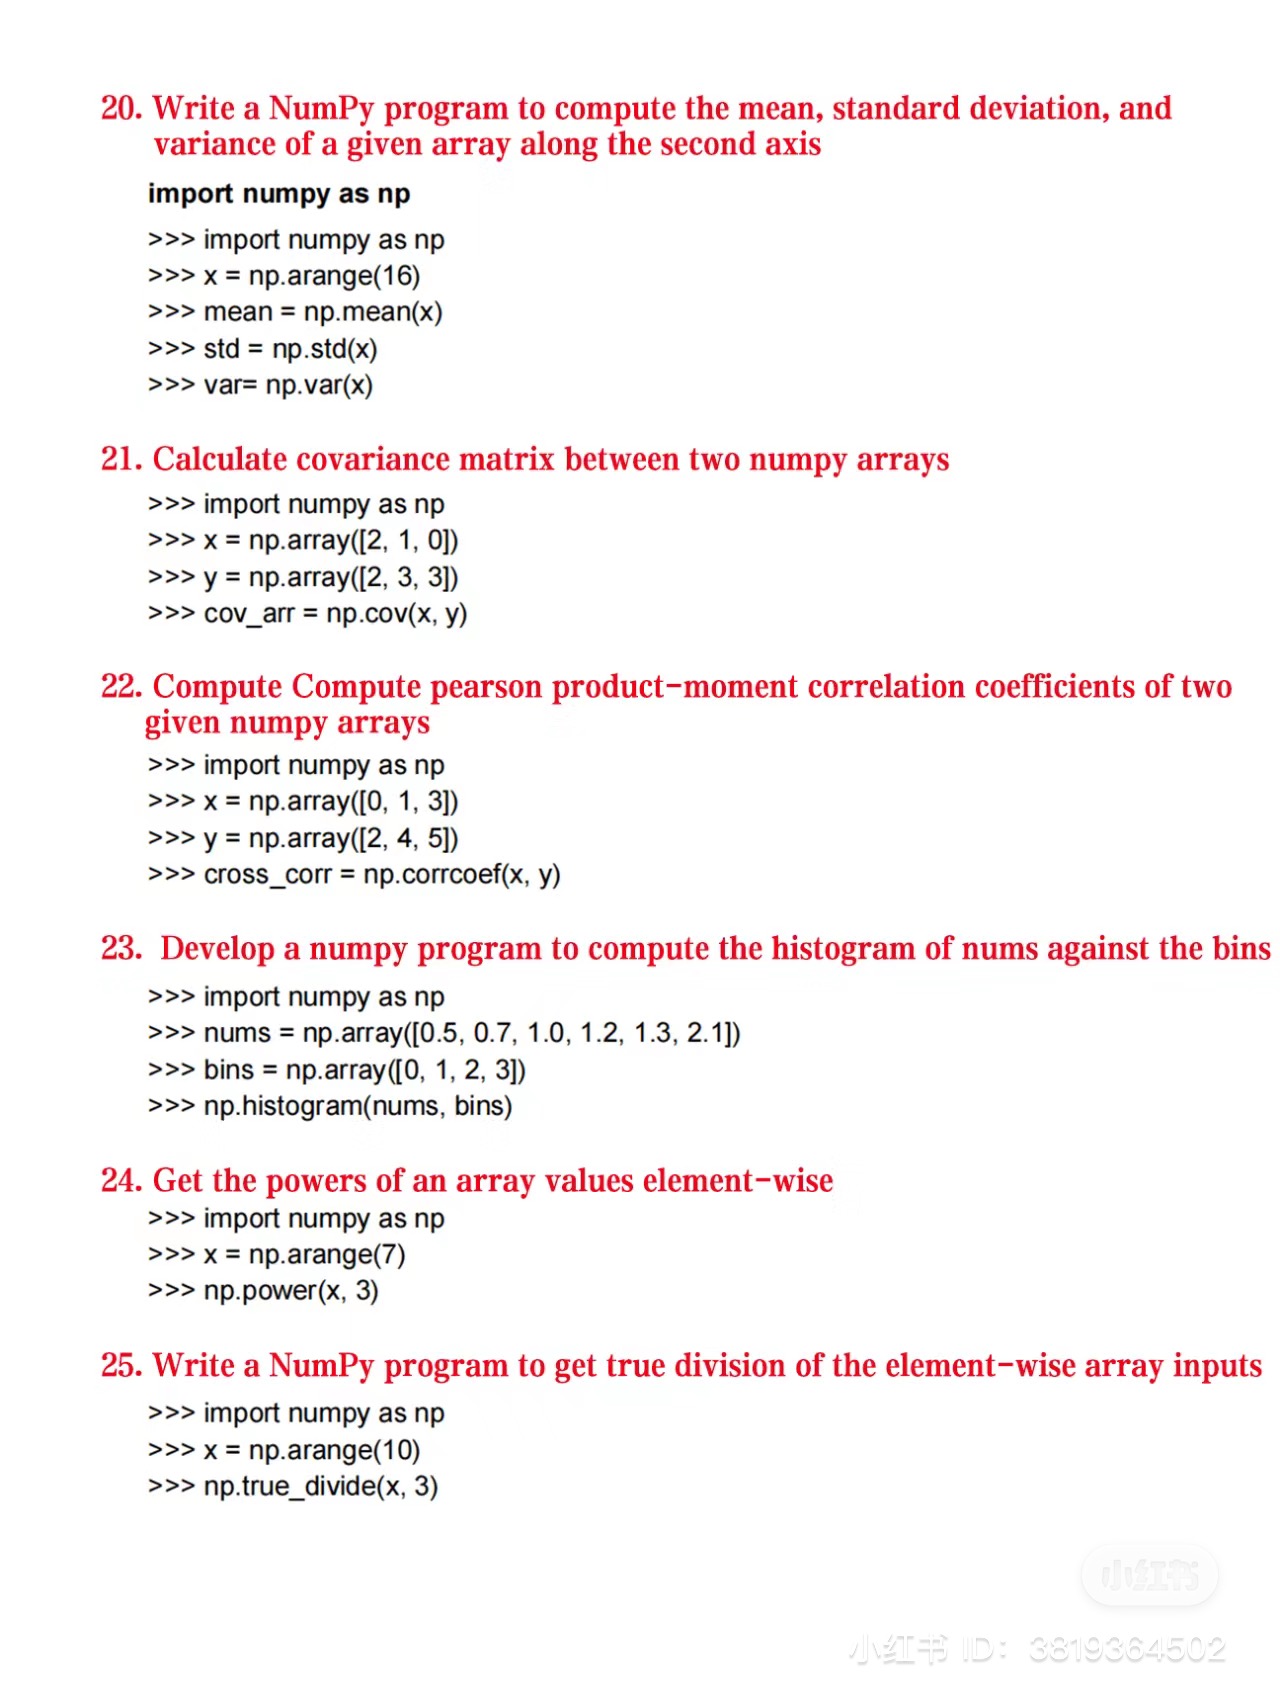 20. Write a NumPy program to compute the mean, standard deviation, and
variance of a given array along the second axis
import numpy as np
>>> import numpy as np
>>> x = np.arange(16)
>>> mean = np.mean(x)
>>> std = np.std(x)
>>> var= np.var(x)
21. Calculate covariance matrix between two numpy arrays
>>> import numpy as np
>>> x = np.array([2, 1, 0])
>>> y = np.array([2, 3, 3])
>>> cov_arr = np.cov(x, y)
22. Compute Compute pearson product-moment correlation coefficients of two
given numpy arrays
>>> import numpy as np
>>> x = np.array([0, 1, 3])
>>> y = np.array([2, 4, 5])
>>> cross_corr = np.corrcoef(x, y)
23. Develop a numpy program to compute the histogram of nums against the bins
>>> import numpy as np
>>> nums = np.array([0.5, 0.7, 1.0, 1.2, 1.3, 2.1])
>>> bins = np.array([0, 1, 2, 3])
>>> np.histogram(nums, bins)
24. Get the powers of an array values element-wise
>>> import numpy as np
>>> x = np.arange(7)
>>> np.power(x, 3)
25. Write a NumPy program to get true division of the element-wise array inputs
>>> import numpy as np
>>> x = np.arange(10)
>>> np.true_divide(x, 3)
小红书
小红书 ID: 3819364502